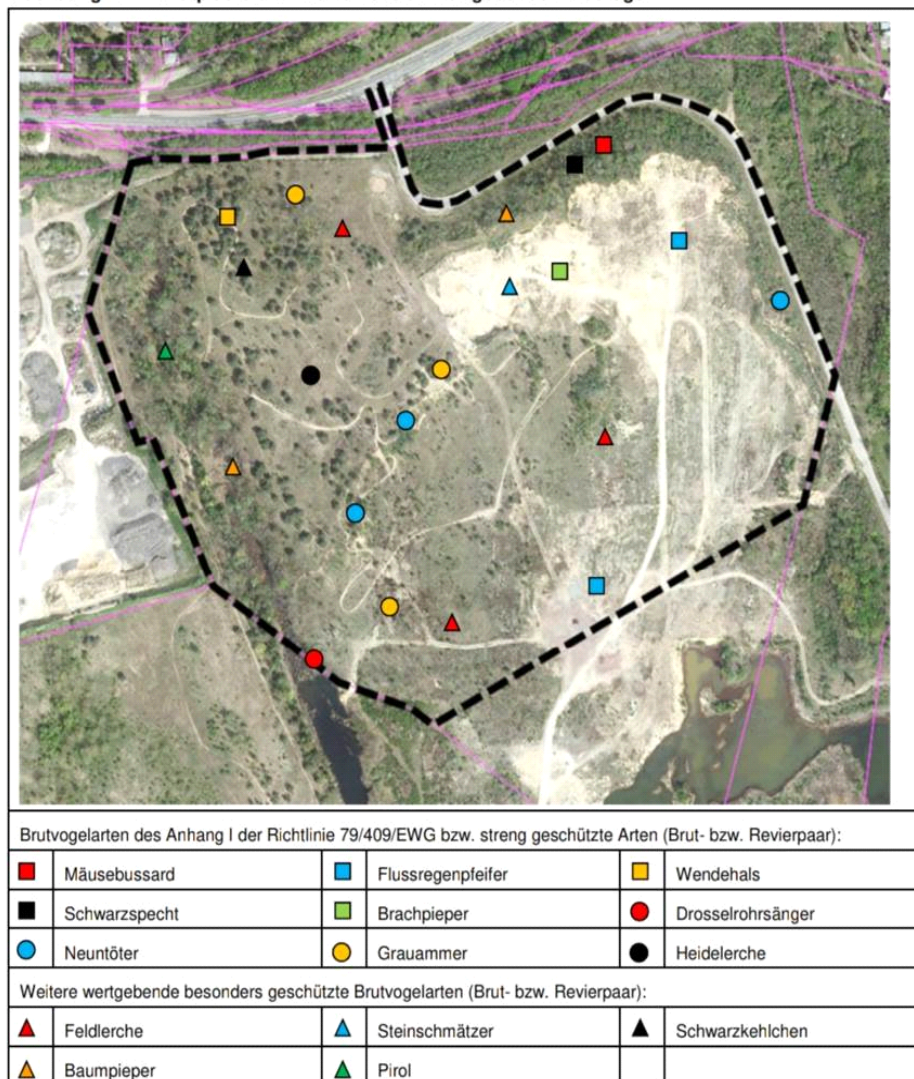 Brutvogelarten des Anhang I der Richtlinie 79/409/EWG bzw. streng geschützte Arten (Brut- bzw. Revierpaar):
Mäusebussard Flussregenpfeifer Wendehals
Schwarzspecht Brachpieper Drosselrohrsänger
Neuntöter Grauammer Heidelerche
Weitere wertgebende besonders geschützte Brutvogelarten (Brut- bzw. Revierpaar):
Feldlerche Steinschmätzer Schwarzkehlchen
Baumpieper Pirol